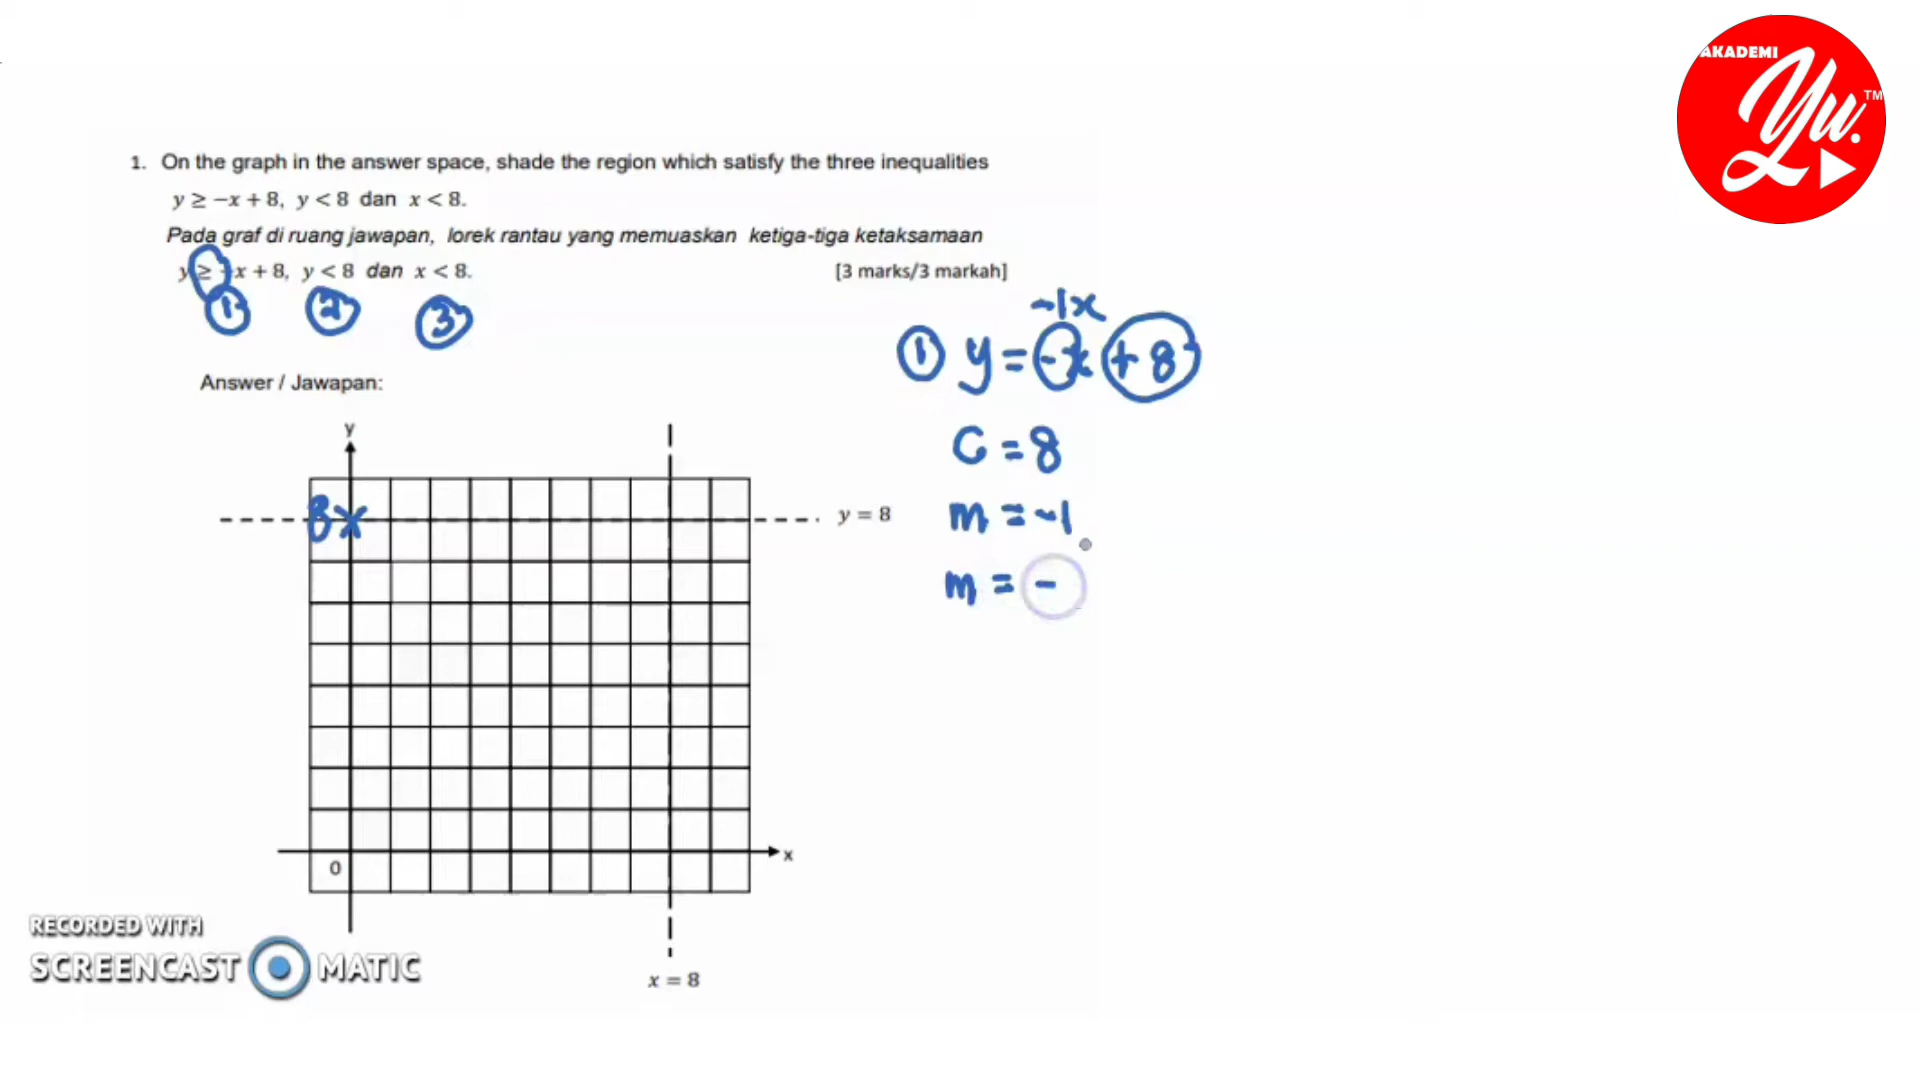 AKADEMI
Yu.
TM
1. On the graph in the answer space, shade the region which satisfy the three inequalities
y ≥ −x + 8, y < 8 dan x < 8.
Pada graf di ruang jawapan, lorek rantau yang memuaskan ketiga-tiga ketaksamaan
y ≥ −x + 8, y < 8 dan x < 8. [3 marks/3 markah]
1 2 3
-1x
1 y = -x + 8
Answer / Jawapan:
c = 8
y
m = -1
8x
y = 8
m = -
x
0
RECORDED WITH
SCREENCAST MATIC
x = 8